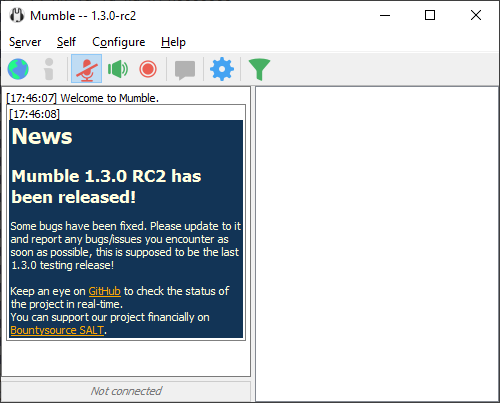 Mumble -- 1.3.0-rc2
Server Self Configure Help
[17:46:07] Welcome to Mumble.
[17:46:08]
News
Mumble 1.3.0 RC2 has
been released!
Some bugs have been fixed. Please update to it
and report any bugs/issues you encounter as
soon as possible, this is supposed to be the last
1.3.0 testing release!
Keep an eye on GitHub to check the status of
the project in real-time.
You can support our project financially on
Bountysource SALT.
Not connected